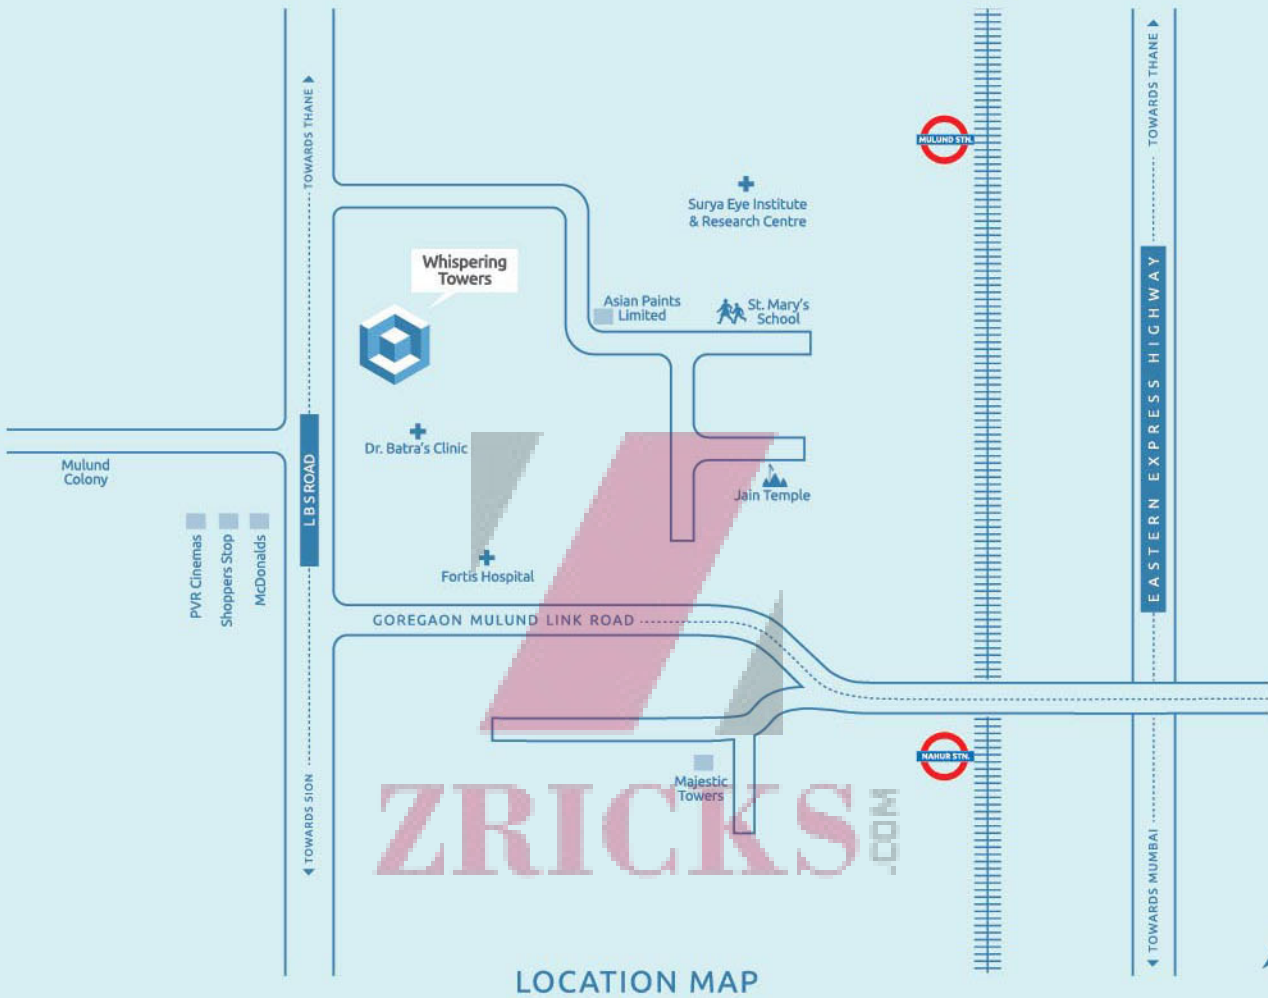 TOWARDS THANE
TOWARDS THANE
MULUND STN.
Surya Eye Institute
& Research Centre
Whispering
Towers
Asian Paints
Limited
St. Mary's
School
EASTERN EXPRESS HIGHWAY
Dr. Batra's Clinic
Mulund
Colony
L B S ROAD
Jain Temple
PVR Cinemas
Shoppers Stop
McDonalds
Fortis Hospital
GOREGAON MULUND LINK ROAD
NAHUR STN.
Majestic
Towers
TOWARDS SION
TOWARDS MUMBAI
ZRICKS
.COM
LOCATION MAP